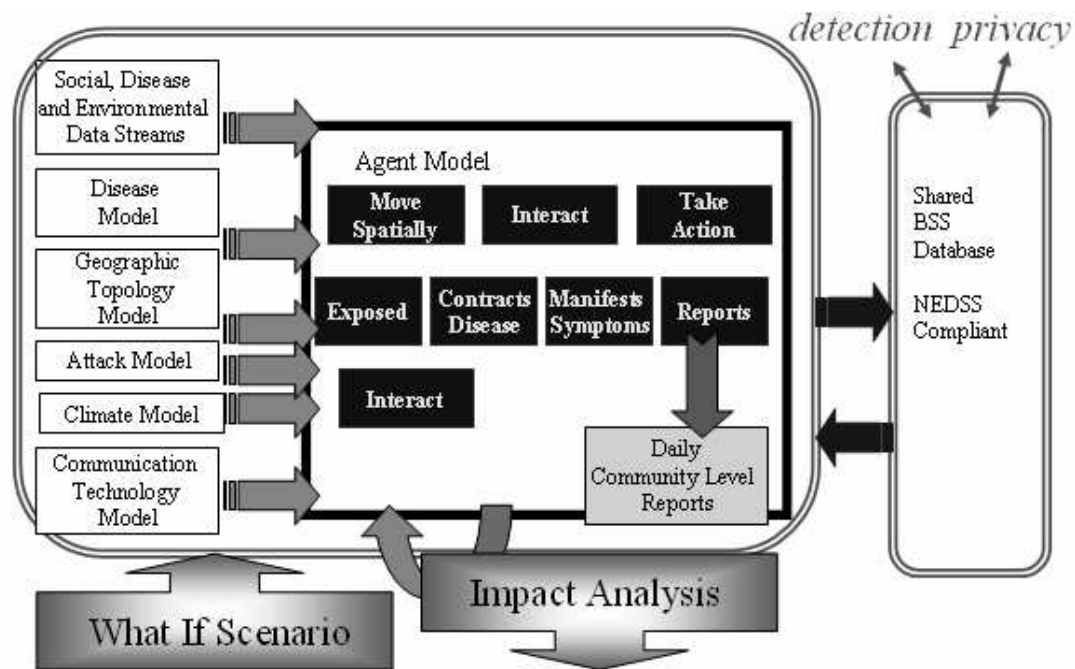 detection privacy
Social, Disease
and Environmental
Data Streams
Disease
Model
Geographic
Topology
Model
Attack Model
Climate Model
Communication
Technology
Model
Agent Model
Move
Spatially
Interact
Take
Action
Exposed
Contracts
Disease
Manifests
Symptoms
Reports
Interact
Daily
Community Level
Reports
Shared
BSS
Database
NEDSS
Compliant
What If Scenario
Impact Analysis